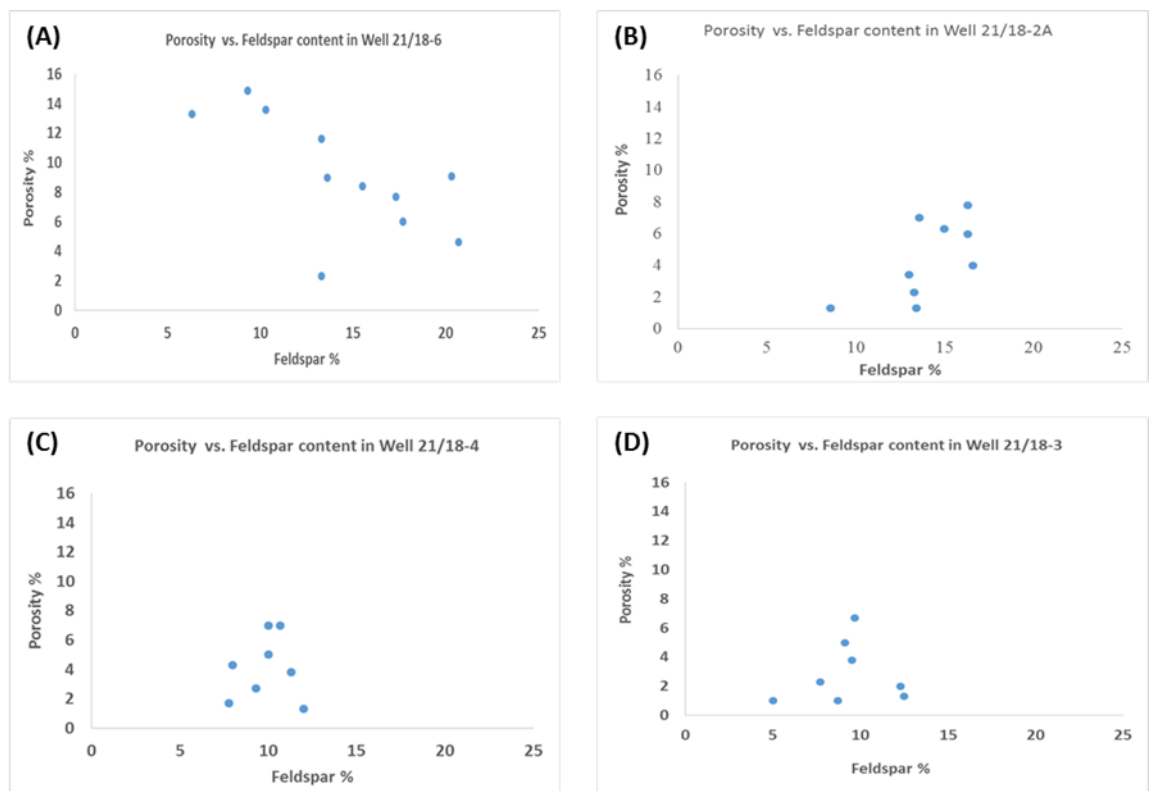 (A)
Porosity vs. Feldspar content in Well 21/18-6
16
14
12
10
8
6
4
2
0
Porosity %
0 5 10 15 20 25
Feldspar %
(B)
Porosity vs. Feldspar content in Well 21/18-2A
16
14
12
10
8
6
4
2
0
Porosity %
0 5 10 15 20 25
Feldspar %
(C)
Porosity vs. Feldspar content in Well 21/18-4
16
14
12
10
8
6
4
2
0
Porosity %
0 5 10 15 20 25
Feldspar %
(D)
Porosity vs. Feldspar content in Well 21/18-3
16
14
12
10
8
6
4
2
0
Porosity %
0 5 10 15 20 25
Feldspar %